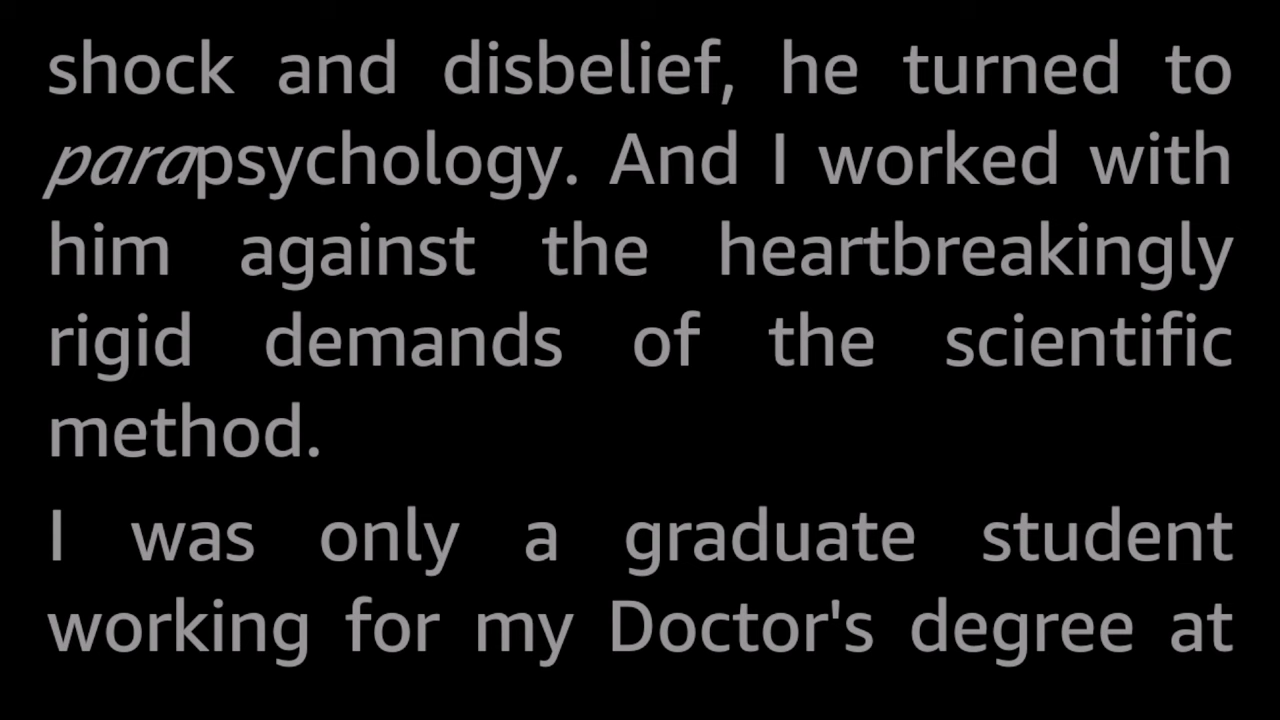 shock and disbelief, he turned to
parapsychology. And I worked with
him against the heartbreakingly
rigid demands of the scientific
method.
I was only a graduate student
working for my Doctor's degree at